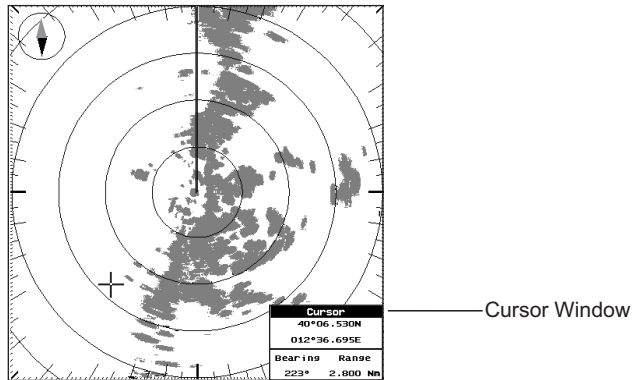 Cursor
40°06.530N
012°36.695E
Bearing Range
223° 2.800 Nm
Cursor Window